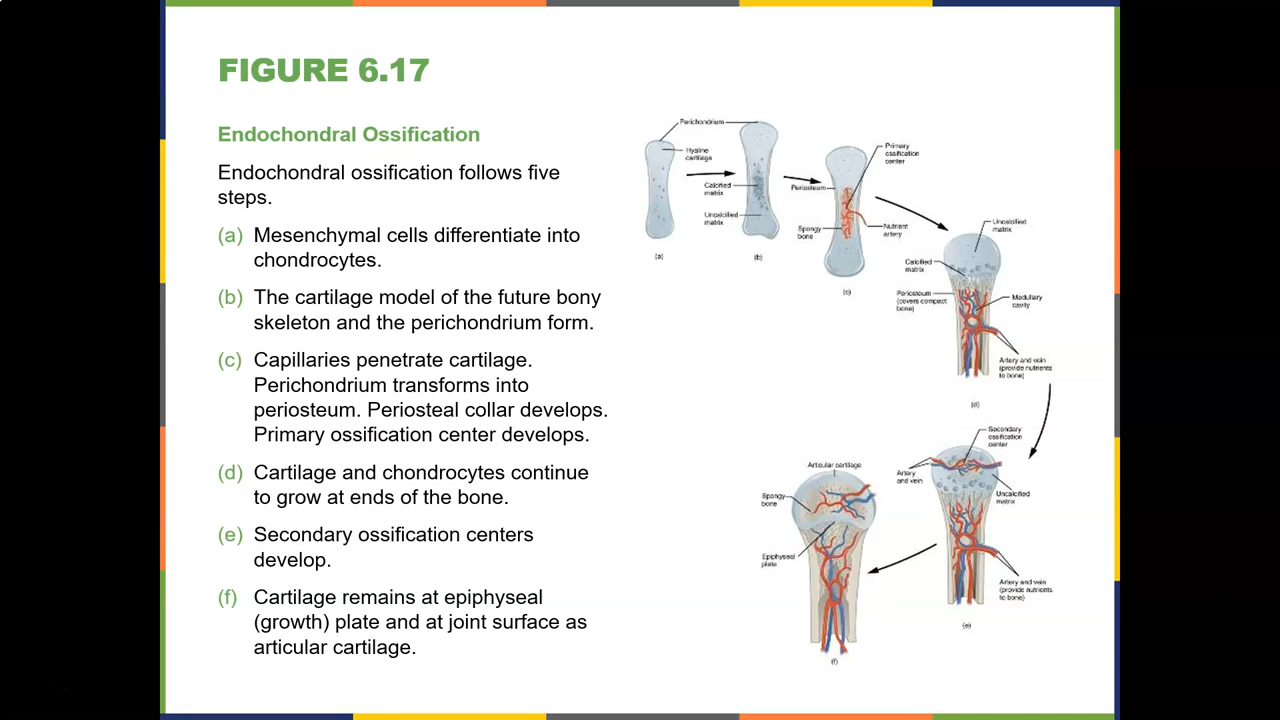 FIGURE 6.17
Endochondral Ossification
Endochondral ossification follows five
steps.
(a) Mesenchymal cells differentiate into
chondrocytes.
(b) The cartilage model of the future bony
skeleton and the perichondrium form.
(c) Capillaries penetrate cartilage.
Perichondrium transforms into
periosteum. Periosteal collar develops.
Primary ossification center develops.
(d) Cartilage and chondrocytes continue
to grow at ends of the bone.
(e) Secondary ossification centers
develop.
(f) Cartilage remains at epiphyseal
(growth) plate and at joint surface as
articular cartilage.
Perichondrium
Hyaline
cartilage
Calcified
matrix
Uncalcified
matrix
(a)
(b)
Primary
ossification
center
Periosteum
Spongy
bone
Nutrient
artery
(c)
Uncalcified
matrix
Calcified
matrix
Periosteum
(covers compact
bone)
Medullary
cavity
Artery and vein
(provide nutrients
to bone)
(d)
Secondary
ossification
center
Artery
and vein
Uncalcified
matrix
Artery and vein
(provide nutrients
to bone)
(e)
Articular cartilage
Spongy
bone
Epiphyseal
plate
(f)